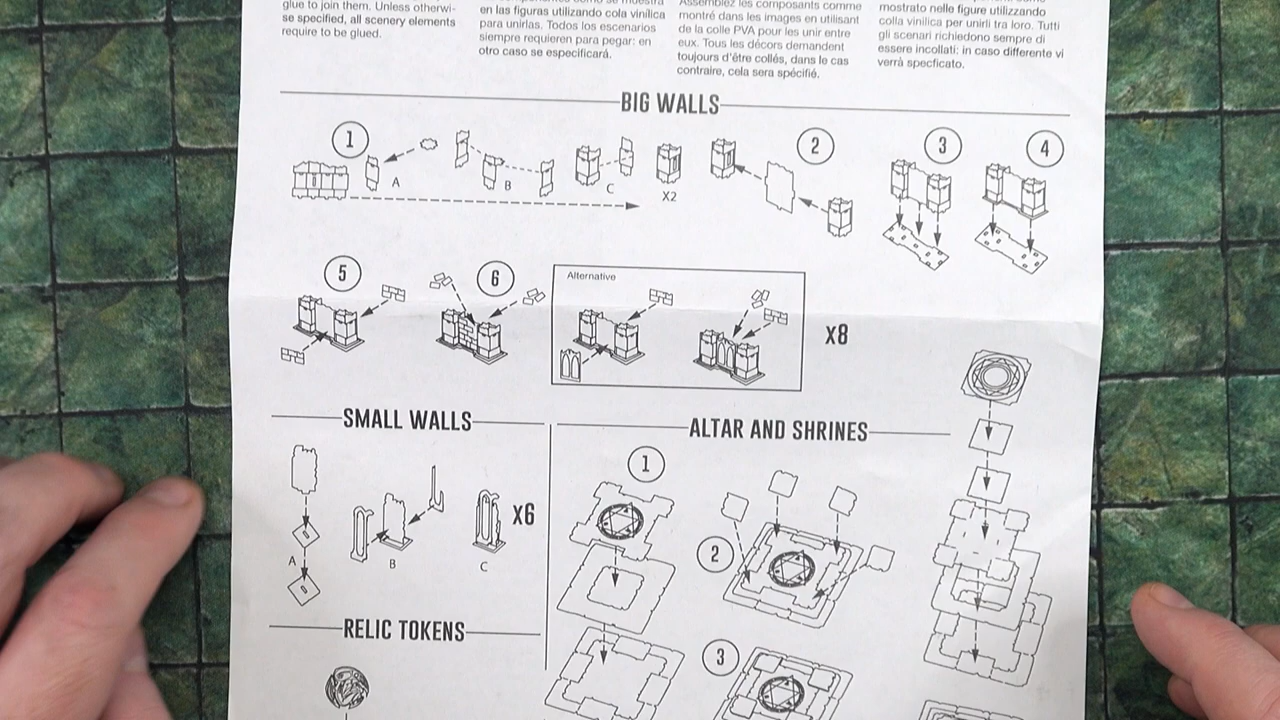 glue to join them. Unless otherwi-
se specified, all scenery elements
require to be glued.
en las figuras utilizando cola vinílica
para unirlas. Todos los escenarios
siempre requieren para pegar: en
otro caso se especificará.
Assemblez les composants comme
montré dans les images en utilisant
de la colle PVA pour les unir entre
eux. Tous les décors demandent
toujours d'être collés, dans le cas
contraire, cela sera spécifié.
mostrato nelle figure utilizzando
colla vinilica per unirli tra loro. Tutti
gli scenari richiedono sempre di
essere incollati: in caso differente vi
verrà specficato.
BIG WALLS
1
A
B
C
X2
2
3
4
5
6
Alternative
X8
SMALL WALLS
A
B
C
X6
ALTAR AND SHRINES
1
2
3
RELIC TOKENS